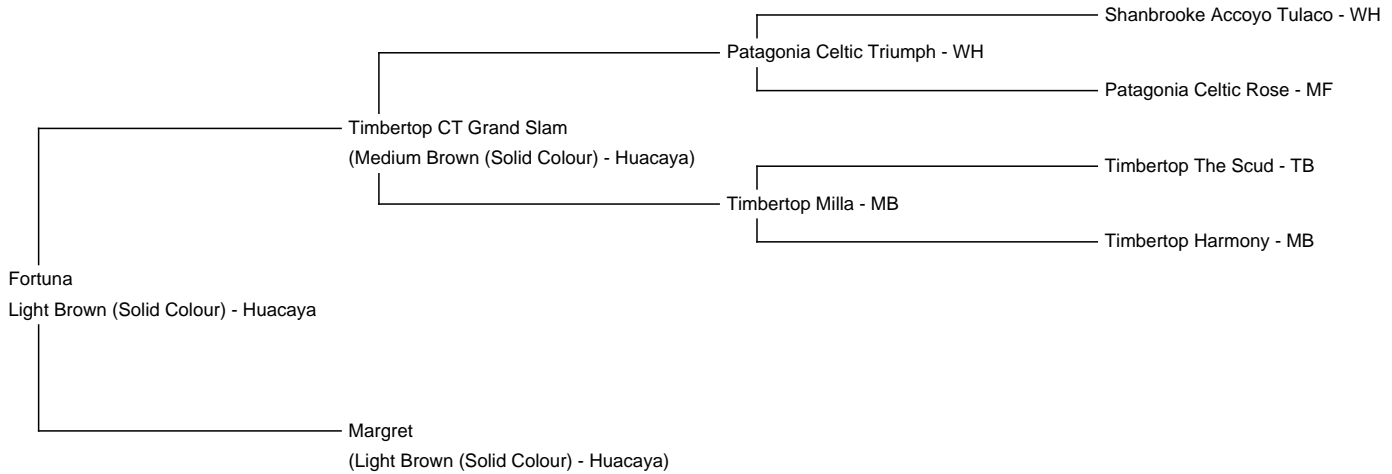 Shanbrooke Accoyo Tulaco - WH
Patagonia Celtic Triumph - WH
Patagonia Celtic Rose - MF
Timbertop CT Grand Slam
(Medium Brown (Solid Colour) - Huacaya)
Timbertop The Scud - TB
Timbertop Milla - MB
Timbertop Harmony - MB
Fortuna
Light Brown (Solid Colour) - Huacaya
Margret
(Light Brown (Solid Colour) - Huacaya)